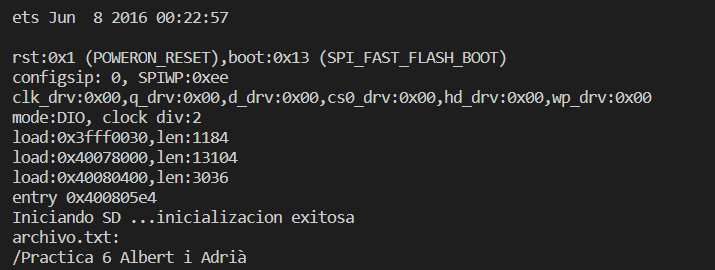 ets Jun  8 2016 00:22:57
rst:0x1 (POWERON_RESET),boot:0x13 (SPI_FAST_FLASH_BOOT)
configsip: 0, SPIWP:0xee
clk_drv:0x00,q_drv:0x00,d_drv:0x00,cs0_drv:0x00,hd_drv:0x00,wp_drv:0x00
mode:DIO, clock div:2
load:0x3fff0030,len:1184
load:0x40078000,len:13104
load:0x40080400,len:3036
entry 0x400805e4
Iniciando SD ...inicializacion exitosa
archivo.txt:
/Practica 6 Albert i Adrià